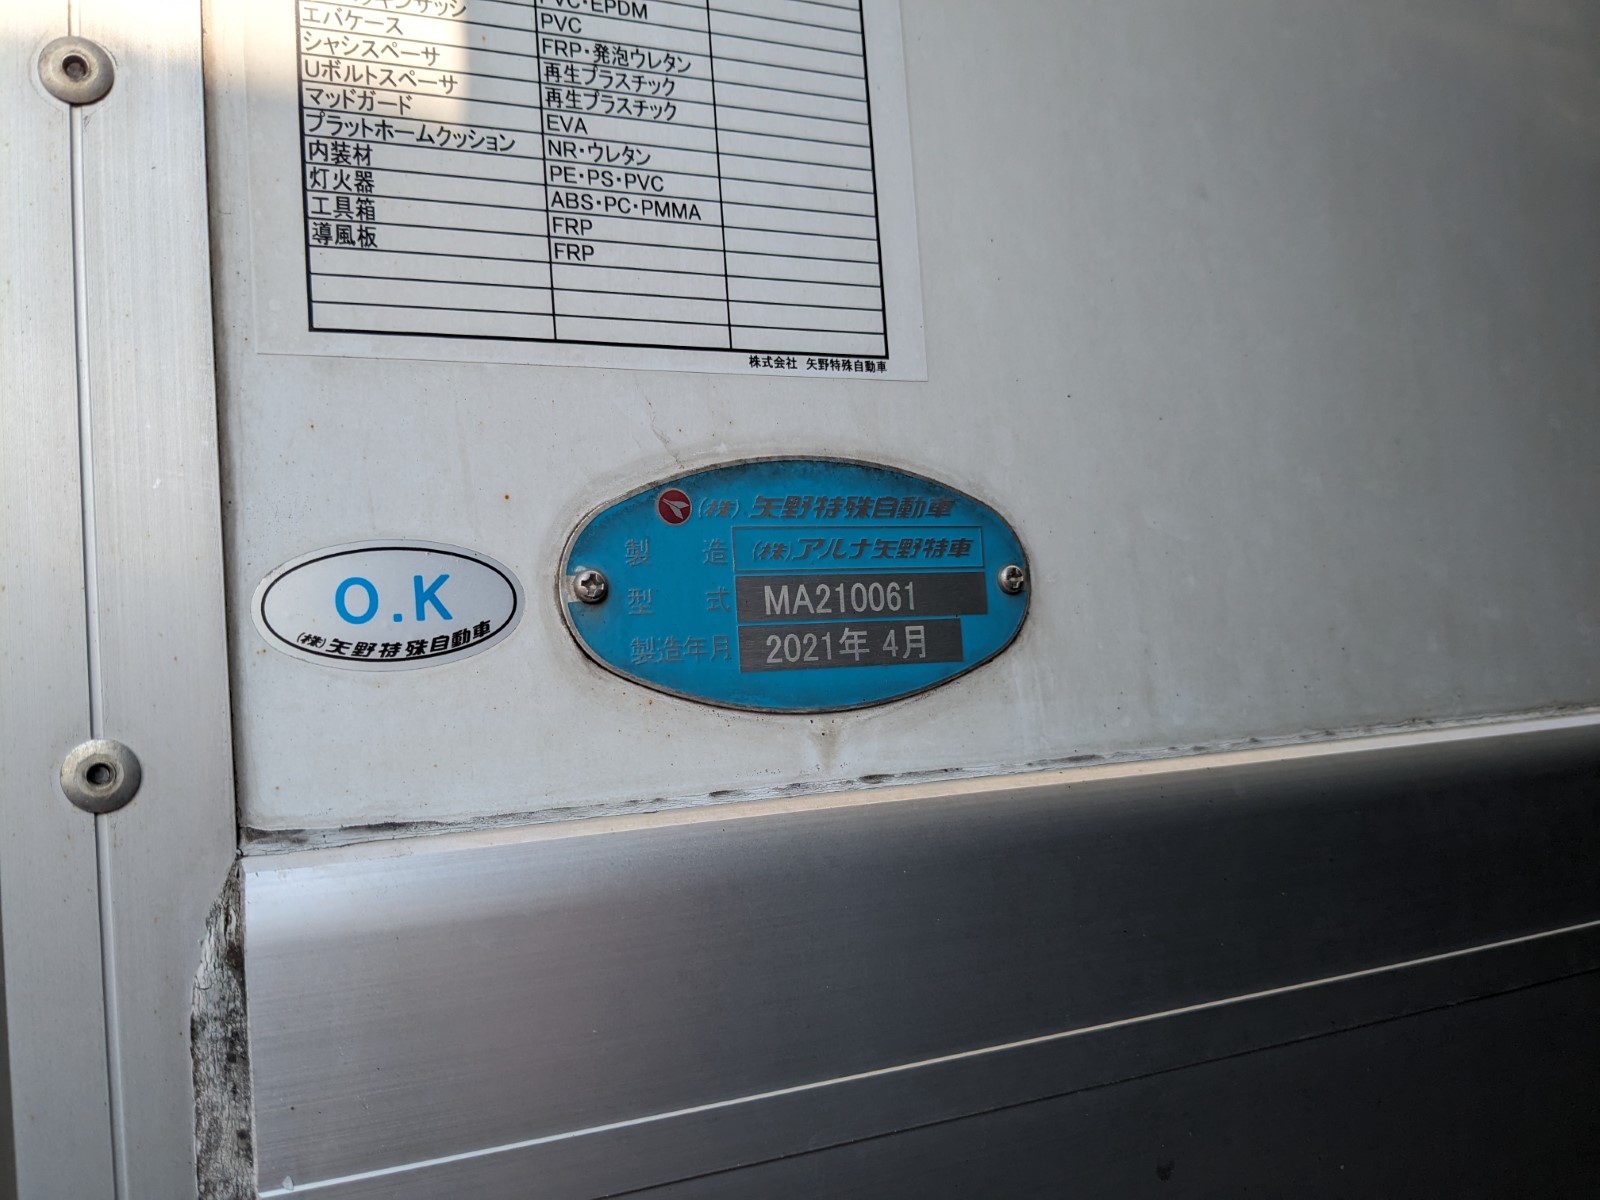 PVC・EPDM
エバケース PVC
シャシスペーサ FRP・発泡ウレタン
Uボルトスペーサ 再生プラスチック
マッドガード 再生プラスチック
プラットホームクッション EVA
内装材 NR・ウレタン
灯火器 PE・PS・PVC
工具箱 ABS・PC・PMMA
導風板 FRP
FRP
株式会社 矢野特殊自動車
(株)矢野特殊自動車
製造 (株)アルナ矢野特車
型式 MA210061
製造年月 2021年 4月
O.K
(株)矢野特殊自動車